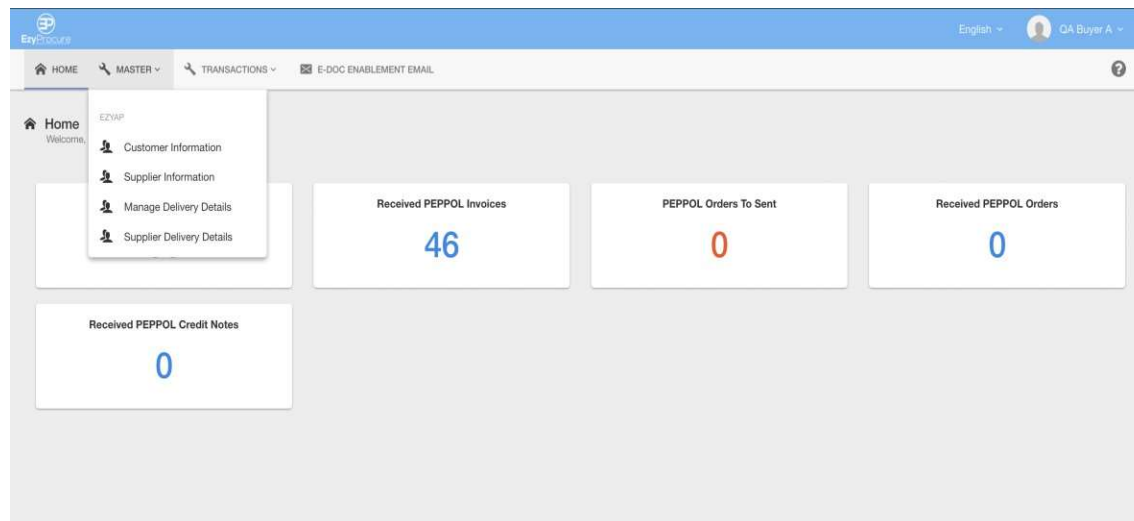 EP
EzyProcure
English
QA Buyer A
HOME
MASTER
TRANSACTIONS
E-DOC ENABLEMENT EMAIL
?
Home
Welcome,
EZYAP
Customer Information
Supplier Information
Manage Delivery Details
Supplier Delivery Details
Received PEPPOL Invoices
46
PEPPOL Orders To Sent
0
Received PEPPOL Orders
0
Received PEPPOL Credit Notes
0